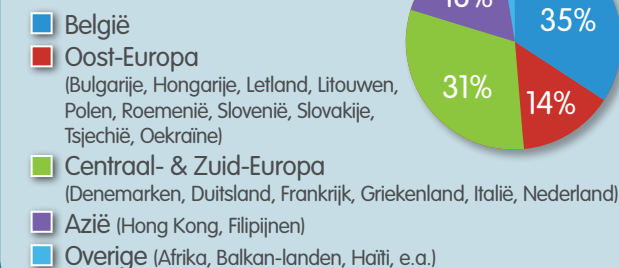 35%
België
Oost-Europa
31%
14%
(Bulgarije, Hongarije, Letland, Litouwen,
Polen, Roemenië, Slovenië, Slovakije,
Tsjechië, Oekraïne)
Centraal- & Zuid-Europa
(Denemarken, Duitsland, Frankrijk, Griekenland, Italië, Nederland)
Azië (Hong Kong, Filipijnen)
Overige (Afrika, Balkan-landen, Haïti, e.a.)